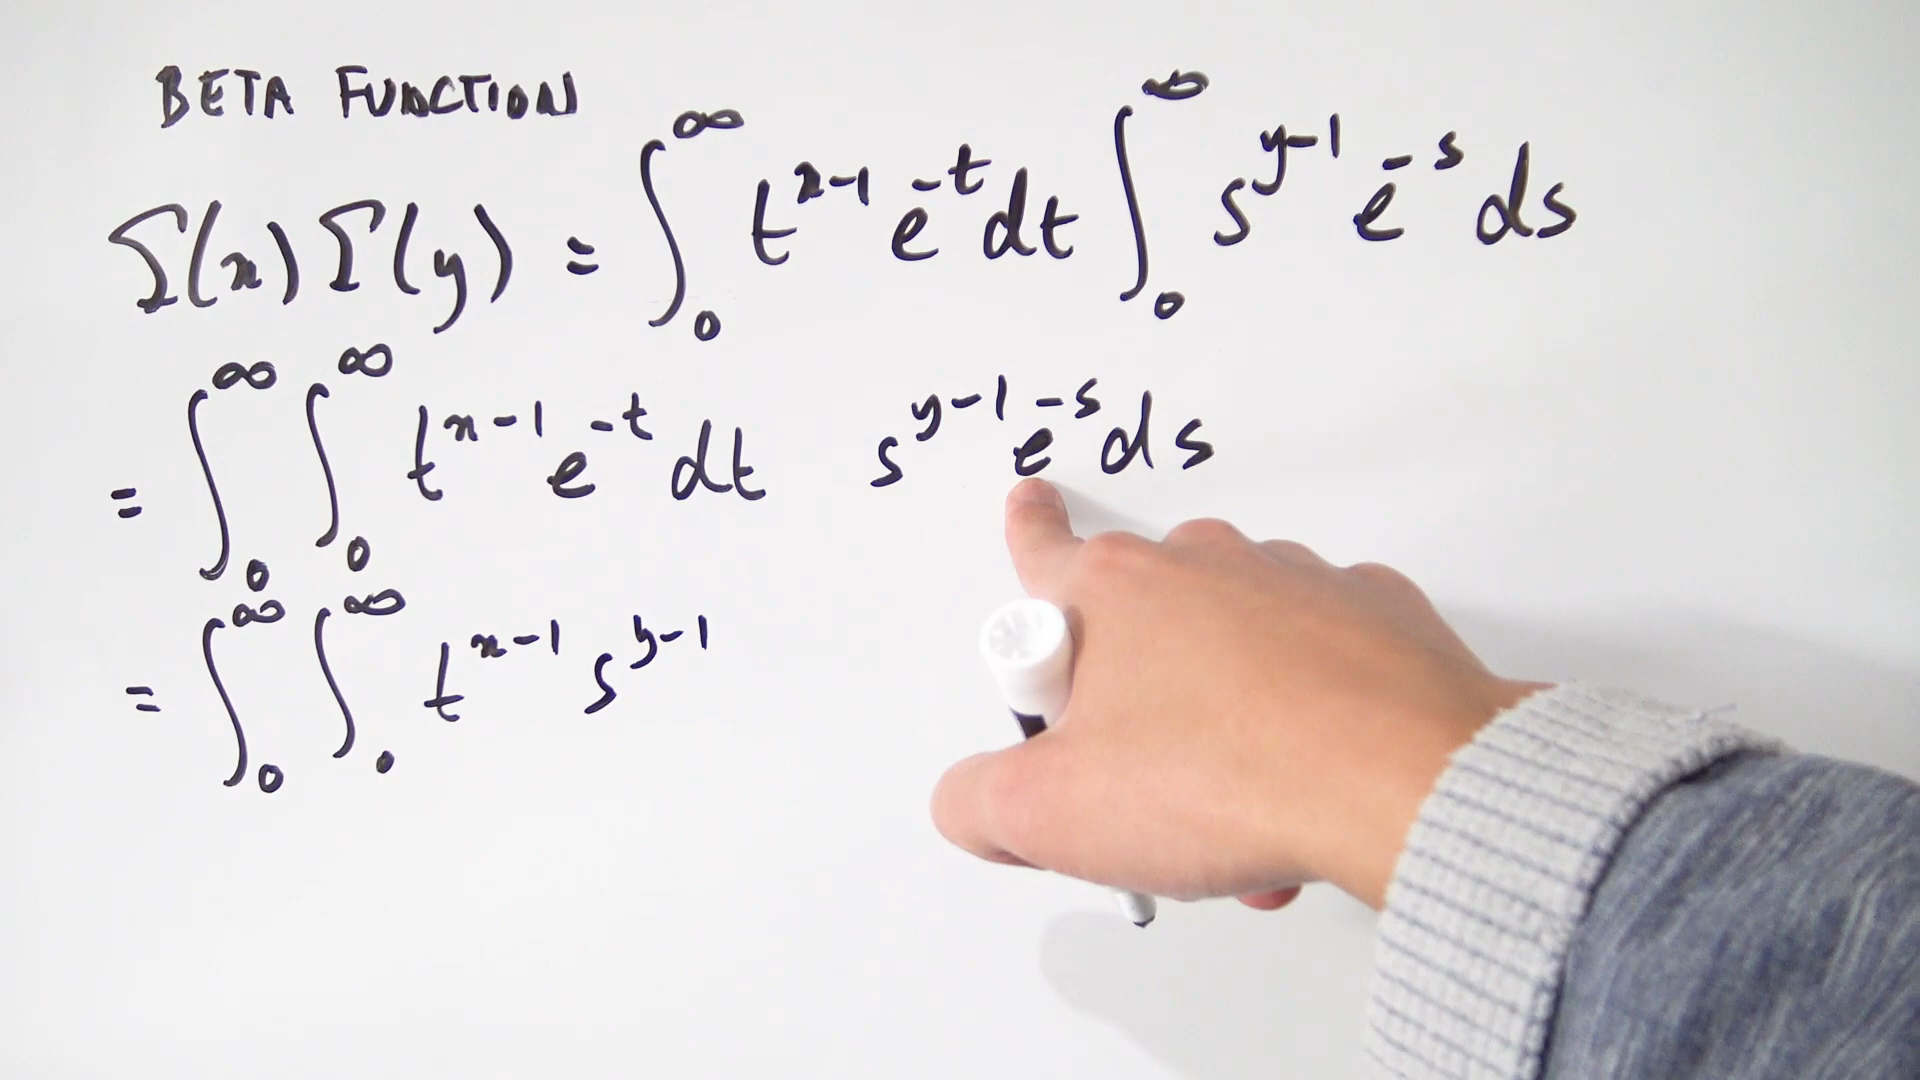 BETA FUNCTION
Γ(x)Γ(y) = ∫₀^∞ t^{x-1} e^{-t} dt ∫₀^∞ s^{y-1} e^{-s} ds
= ∫₀^∞ ∫₀^∞ t^{x-1} e^{-t} dt s^{y-1} e^{-s} ds
= ∫₀^∞ ∫₀^∞ t^{x-1} s^{y-1}